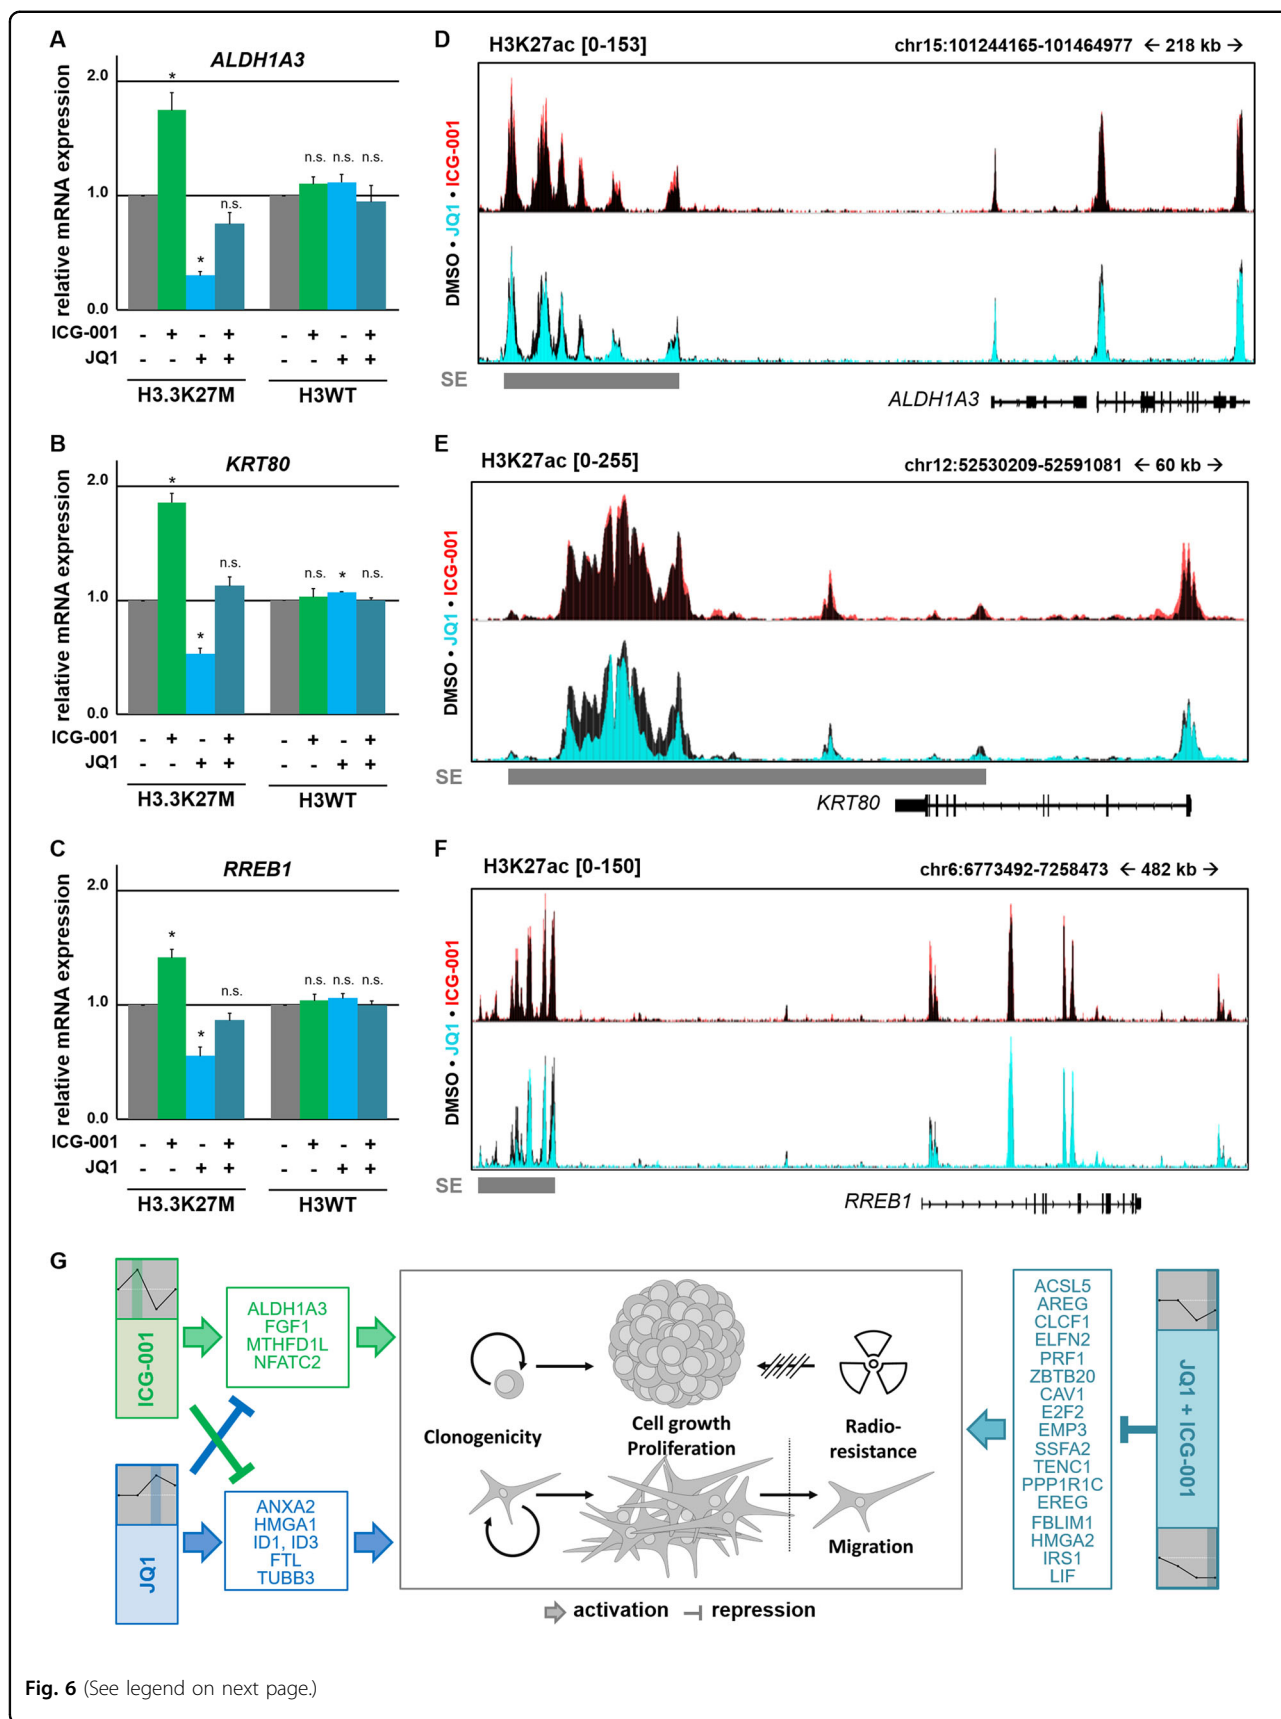 A
ALDH1A3
relative mRNA expression
2.0
1.0
0.0
*
*
n.s.
n.s. n.s. n.s.
ICG-001 - + - + - + - +
JQ1 - - + + - - + +
H3.3K27M H3WT
D
H3K27ac [0-153] chr15:101244165-101464977 ← 218 kb →
DMSO • JQ1 • ICG-001
SE
ALDH1A3
B
KRT80
relative mRNA expression
2.0
1.0
0.0
*
*
n.s.
n.s. * n.s.
ICG-001 - + - + - + - +
JQ1 - - + + - - + +
H3.3K27M H3WT
E
H3K27ac [0-255] chr12:52530209-52591081 ← 60 kb →
DMSO • JQ1 • ICG-001
SE
KRT80
C
RREB1
relative mRNA expression
2.0
1.0
0.0
*
*
n.s.
n.s. n.s. n.s.
ICG-001 - + - + - + - +
JQ1 - - + + - - + +
H3.3K27M H3WT
F
H3K27ac [0-150] chr6:6773492-7258473 ← 482 kb →
DMSO • JQ1 • ICG-001
SE
RREB1
G
ICG-001
ALDH1A3
FGF1
MTHFD1L
NFATC2
JQ1
ANXA2
HMGA1
ID1, ID3
FTL
TUBB3
Clonogenicity
Cell growth
Proliferation
Radio-
resistance
Migration
ACSL5
AREG
CLCF1
ELFN2
PRF1
ZBTB20
CAV1
E2F2
EMP3
SSFA2
TENC1
PPP1R1C
EREG
FBLIM1
HMGA2
IRS1
LIF
JQ1 + ICG-001
activation repression
Fig. 6 (See legend on next page.)